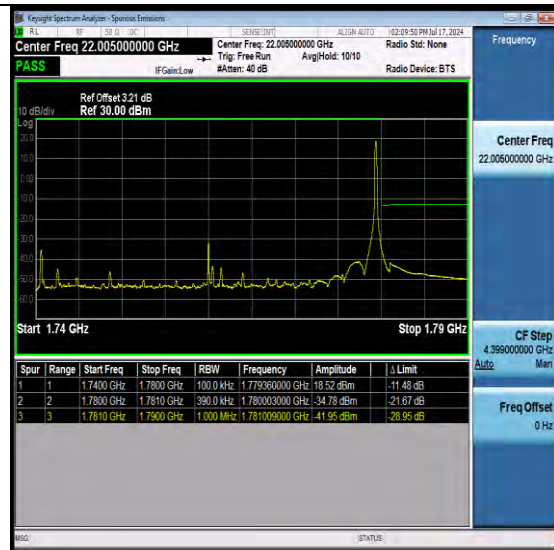 Keysight Spectrum Analyzer - Spurious Emissions
RL RF 50 Ω DC SENSE:INT ALIGN AUTO 02:09:50 PM Jul 17, 2024
Center Freq 22.005000000 GHz
Center Freq: 22.005000000 GHz
Radio Std: None
Trig: Free Run Avg|Hold: 10/10
PASS
IFGain:Low
#Atten: 40 dB
Radio Device: BTS
Ref Offset 3.21 dB
10 dB/div Ref 30.00 dBm
Log
20.0
10.0
0.00
-10.0
-20.0
-30.0
-40.0
-50.0
-60.0
Start 1.74 GHz Stop 1.79 GHz
Spur Range Start Freq Stop Freq RBW Frequency Amplitude Δ Limit
1 1 1.7400 GHz 1.7800 GHz 100.0 kHz 1.779360000 GHz 18.52 dBm -11.48 dB
2 2 1.7800 GHz 1.7810 GHz 390.0 kHz 1.780003000 GHz -34.78 dBm -21.67 dB
3 3 1.7810 GHz 1.7900 GHz 1.000 MHz 1.781009000 GHz -41.95 dBm -28.95 dB
MSG STATUS
Frequency
Center Freq
22.005000000 GHz
CF Step
4.399000000 GHz
Auto Man
Freq Offset
0 Hz